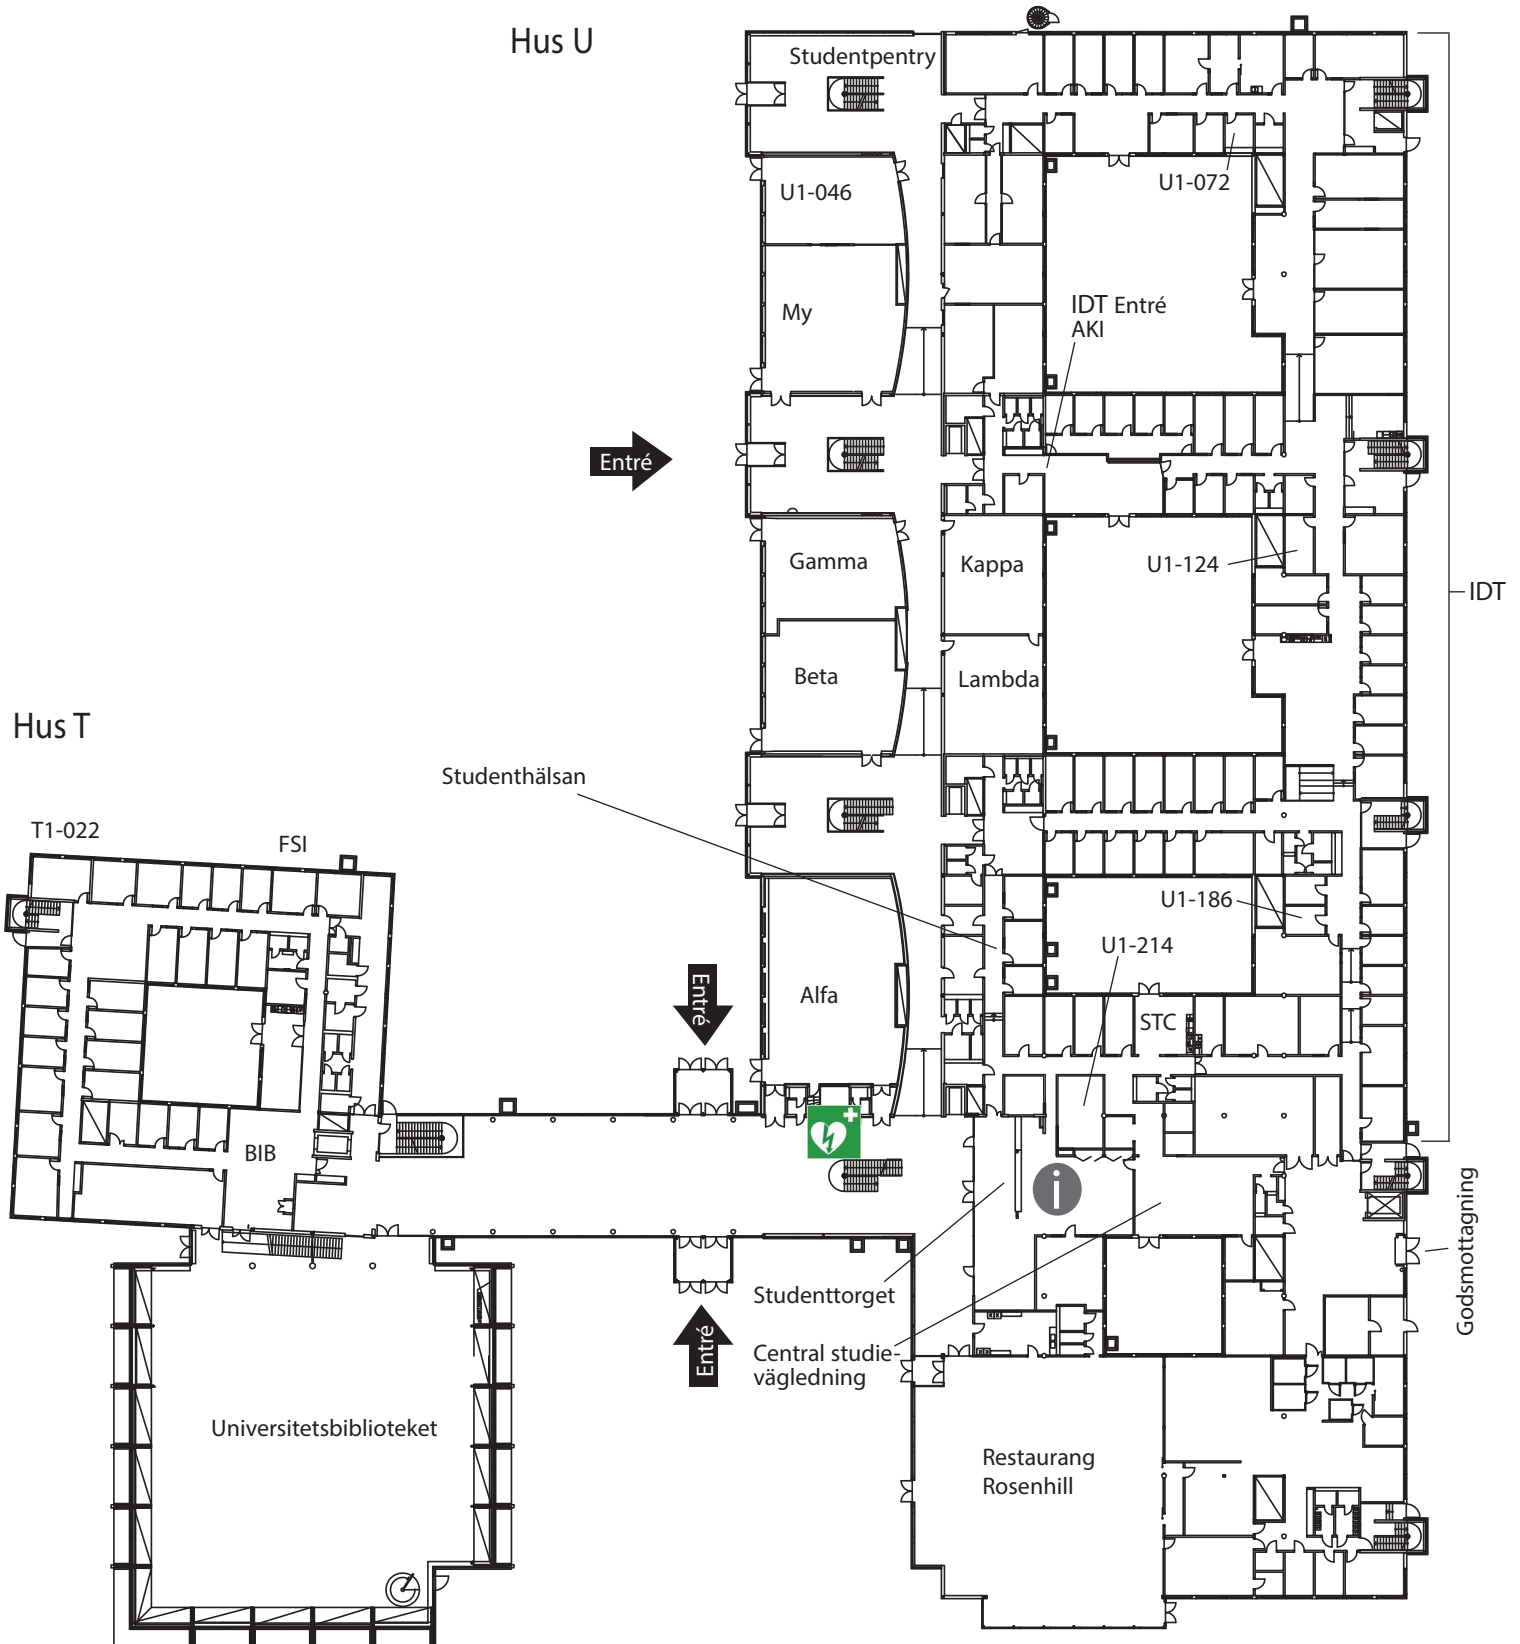 Hus U
Studentpentry
U1-046
U1-072
My
IDT Entré
AKI
Entré
Gamma
Kappa
U1-124
IDT
Beta
Lambda
Hus T
Studenthälsan
T1-022
FSI
U1-186
U1-214
Entré
Alfa
STC
BIB
i
Studenttorget
Godsmottagning
Entré
Central studie-
vägledning
Universitetsbiblioteket
Restaurang
Rosenhill